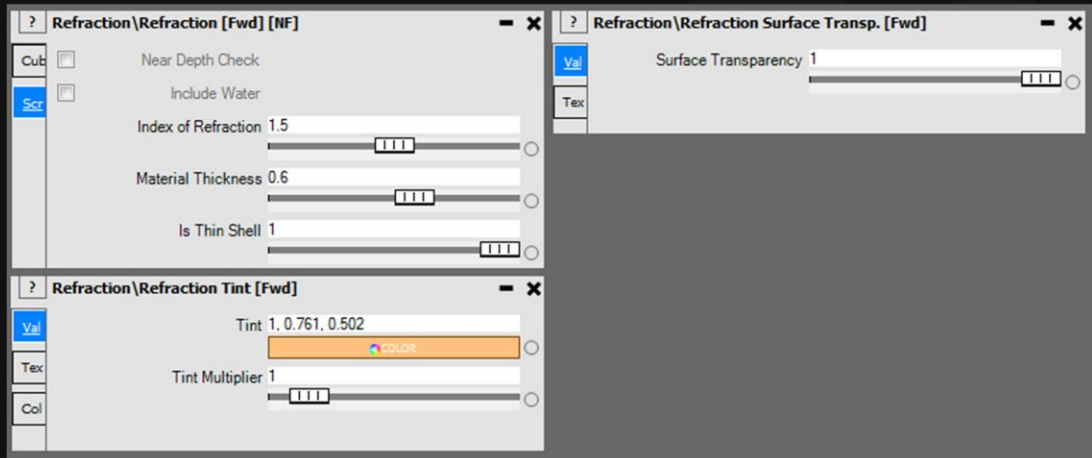 ? Refraction\Refraction [Fwd] [NF]
Cub
Near Depth Check
Scr
Include Water
Index of Refraction 1.5
Material Thickness 0.6
Is Thin Shell 1
? Refraction\Refraction Tint [Fwd]
Val
Tint 1, 0.761, 0.502
COLOR
Tex
Tint Multiplier 1
Col
? Refraction\Refraction Surface Transp. [Fwd]
Val
Surface Transparency 1
Tex